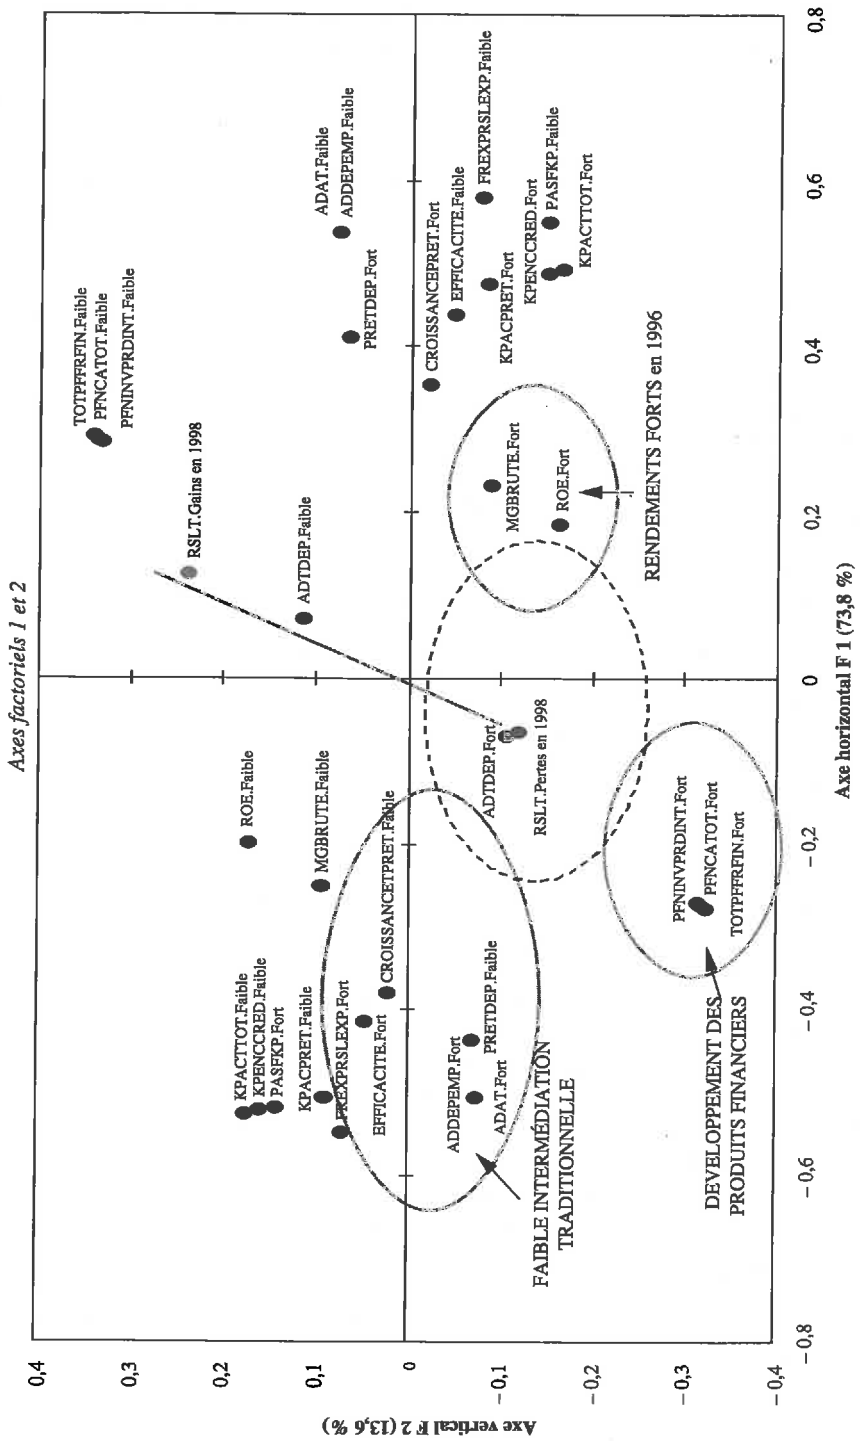 Axes factoriels 1 et 2
Axe vertical F 2 (13,6 %)
0,4
0,3
0,2
0,1
0
– 0,1
– 0,2
– 0,3
– 0,4
TOTPFFRFIN.Faible
PFNCATOT.Faible
PFNINVPRDINT.Faible
RSLT.Gains en 1998
ADAT.Faible
ADDEPEMP.Faible
PRETDEP.Fort
ADTDEP.Faible
ROE.Faible
MGBRUTE.Faible
KPACTTOT.Faible
KPENCCRED.Faible
PASFKP.Fort
KPACPRET.Faible
FREXPRSLEXP.Fort
EFFICACITE.Fort
CROISSANCETPRET.Faible
CROISSANCEPRET.Fort
EFFICACITE.Faible
FREXPRSLEXP.Faible
KPACPRET.Fort
KPENCCRED.Fort
PASFKP.Faible
KPACTTOT.Fort
MGBRUTE.Fort
ROE.Fort
RENDEMENTS FORTS en 1996
ADTDEP.Fort
RSLT.Pertes en 1998
ADDEPEMP.Fort
PRETDEP.Faible
ADAT.Fort
FAIBLE INTERMÉDIATION
TRADITIONNELLE
PFNINVPRDINT.Fort
PFNCATOT.Fort
TOTPFFRFIN.Fort
DEVELOPPEMENT DES
PRODUITS FINANCIERS
– 0,8
– 0,6
– 0,4
– 0,2
0
0,2
0,4
0,6
0,8
Axe horizontal F 1 (73,8 %)